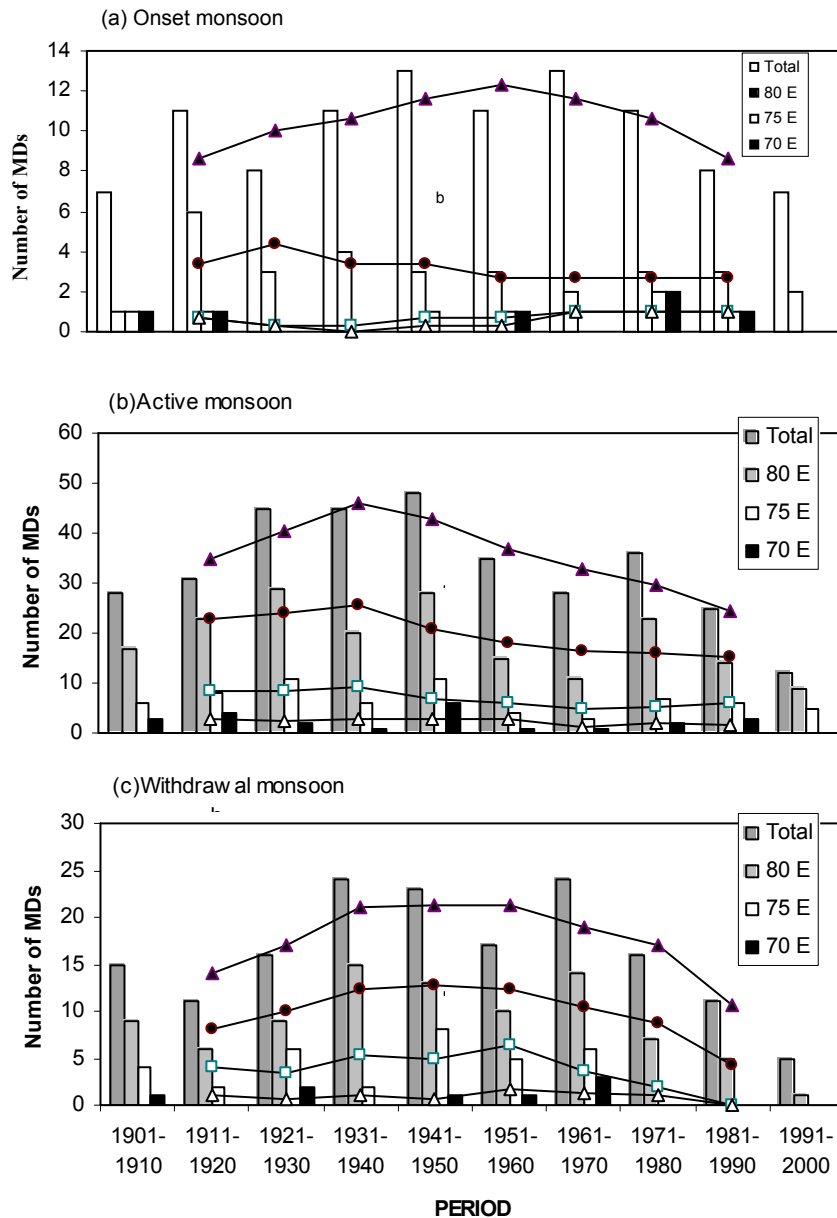 (a) Onset monsoon
Number of MDs
14
12
10
8
6
4
2
0
Total
80 E
75 E
70 E
b
(b)Active monsoon
Number of MDs
60
50
40
30
20
10
0
Total
80 E
75 E
70 E
(c)Withdrawal monsoon
Number of MDs
30
25
20
15
10
5
0
Total
80 E
75 E
70 E
1901- 1911- 1921- 1931- 1941- 1951- 1961- 1971- 1981- 1991-
1910 1920 1930 1940 1950 1960 1970 1980 1990 2000
PERIOD